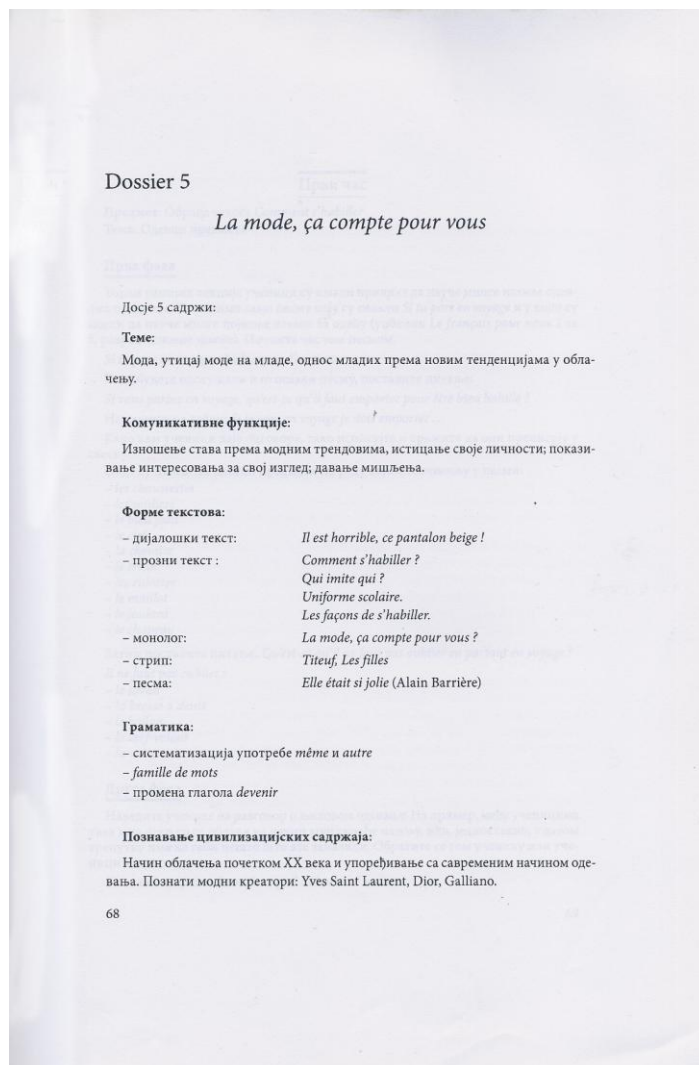 Dossier 5
La mode, ça compte pour vous
Досје 5 садржи:
Теме:
Мода, утицај моде на младе, однос младих према новим тенденцијама у обла-
чењу.
Комуникативне функције:
Изношење става према модним трендовима, истицање своје личности; покази-
вање интересовања за свој изглед; давање мишљења.
Форме текстова:
– дијалошки текст: Il est horrible, ce pantalon beige !
– прозни текст : Comment s’habiller ?
Qui imite qui ?
Uniforme scolaire.
Les façons de s’habiller.
– монолог: La mode, ça compte pour vous ?
– стрип: Titeuf, Les filles
– песма: Elle était si jolie (Alain Barrière)
Граматика:
– систематизација употребе même и autre
– famille de mots
– промена глагола devenir
Познавање цивилизацијских садржаја:
Начин облачења почетком XX века и упоређивање са савременим начином оде-
вања. Познати модни креатори: Yves Saint Laurent, Dior, Galliano.
68